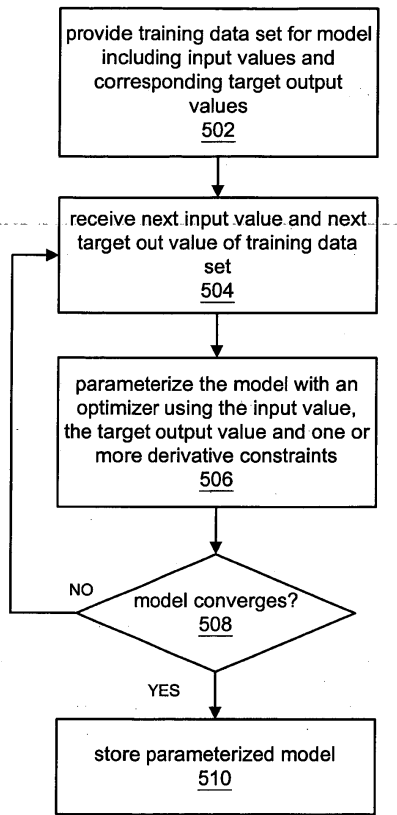 provide training data set for model
including input values and
corresponding target output
values
502
receive next input value and next
target out value of training data
set
504
parameterize the model with an
optimizer using the input value,
the target output value and one or
more derivative constraints
506
NO
model converges?
508
YES
store parameterized model
510